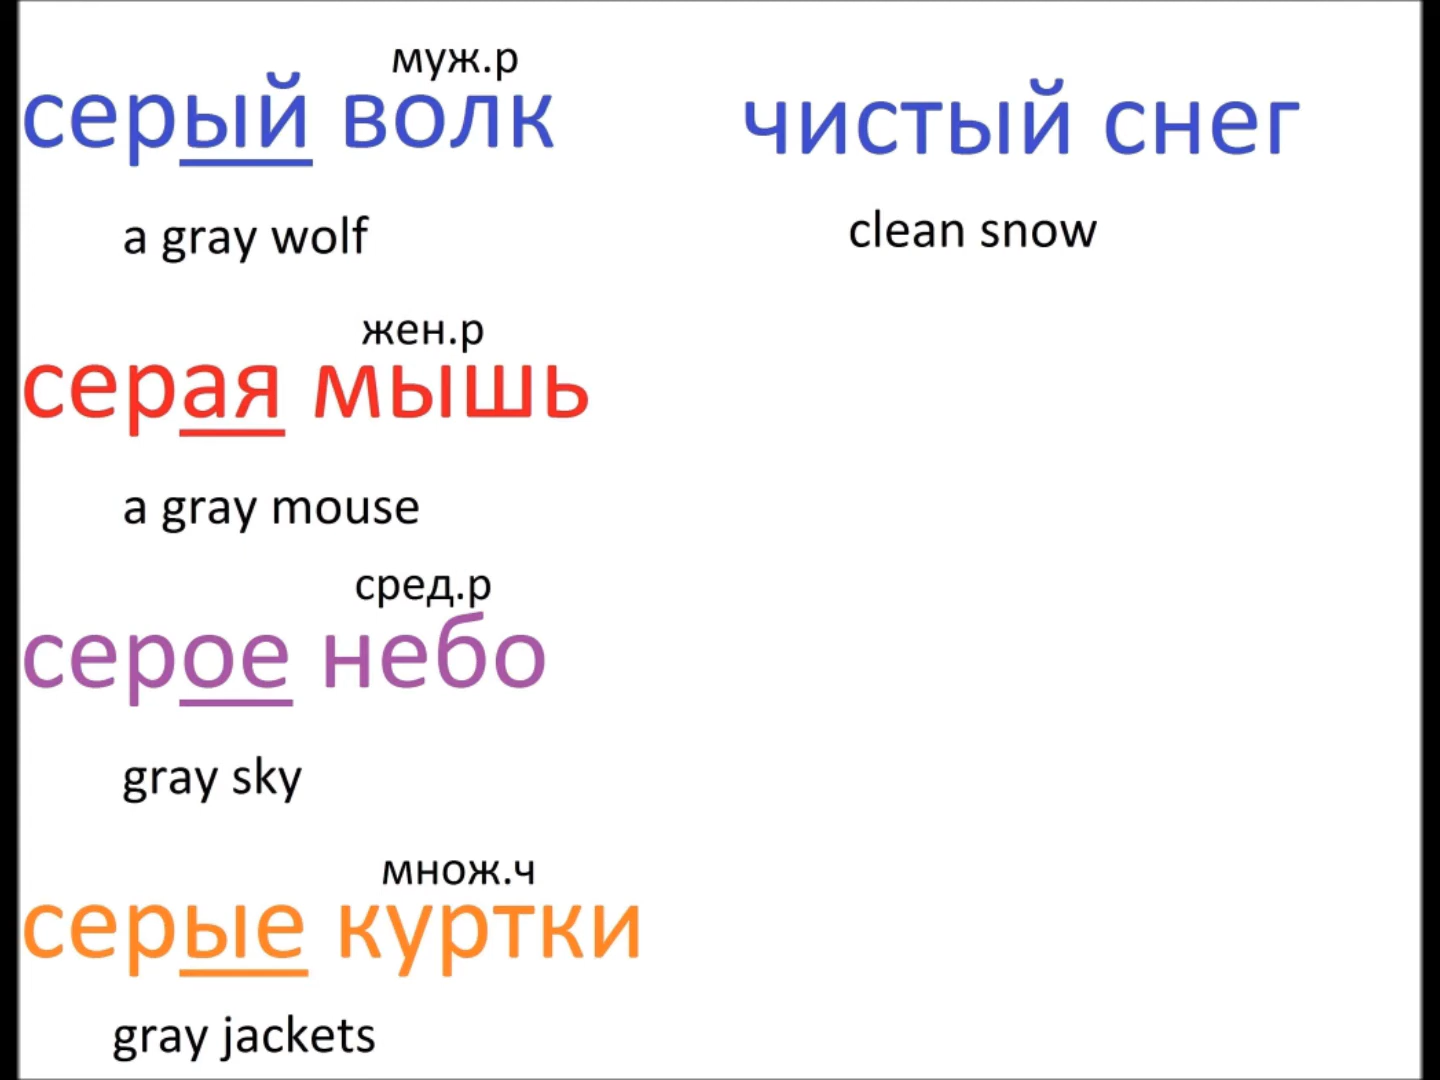 муж.р
серый волк
a gray wolf
жен.р
серая мышь
a gray mouse
сред.р
серое небо
gray sky
множ.ч
серые куртки
gray jackets
чистый снег
clean snow